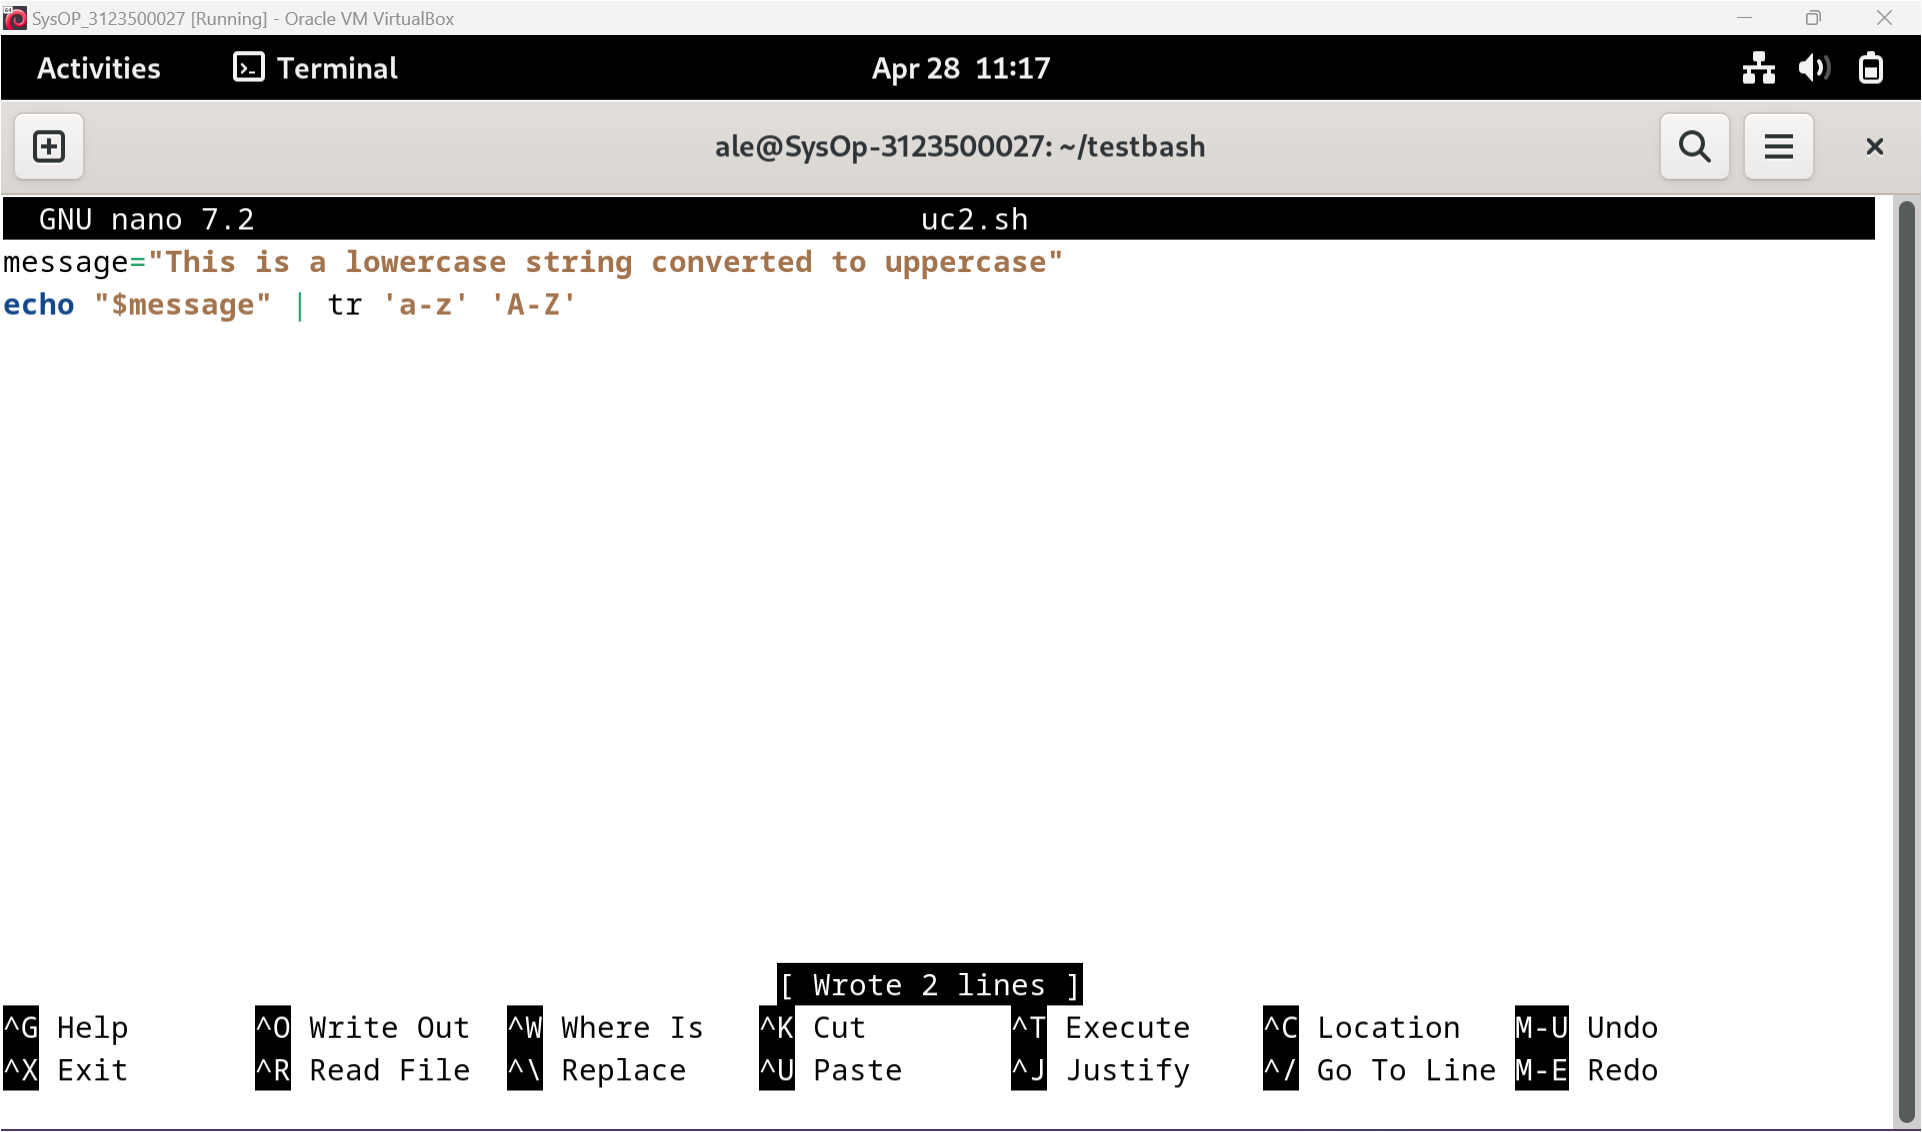 SysOP_3123500027 [Running] - Oracle VM VirtualBox
Activities Terminal Apr 28 11:17
ale@SysOp-3123500027: ~/testbash
GNU nano 7.2 uc2.sh
message="This is a lowercase string converted to uppercase"
echo "$message" | tr 'a-z' 'A-Z'
[ Wrote 2 lines ]
^G Help ^O Write Out ^W Where Is ^K Cut ^T Execute ^C Location M-U Undo
^X Exit ^R Read File ^\ Replace ^U Paste ^J Justify ^/ Go To Line M-E Redo